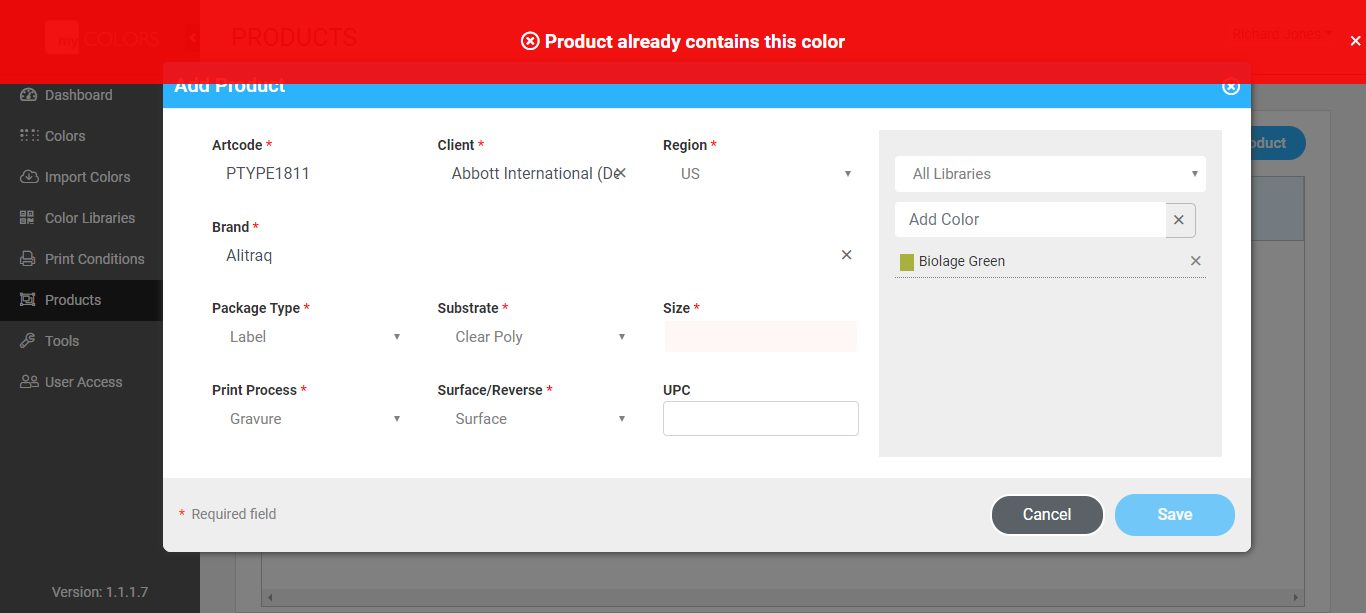 Product already contains this color
my COLORS
PRODUCTS
Richard Jones
Add Product
Dashboard
Colors
Import Colors
Color Libraries
Print Conditions
Products
Tools
User Access
Version: 1.1.1.7
Artcode *
PTYPE1811
Client *
Abbott International (De
Region *
US
Brand *
Alitraq
Package Type *
Label
Substrate *
Clear Poly
Size *
Print Process *
Gravure
Surface/Reverse *
Surface
UPC
All Libraries
Add Color
Biolage Green
oduct
* Required field
Cancel
Save